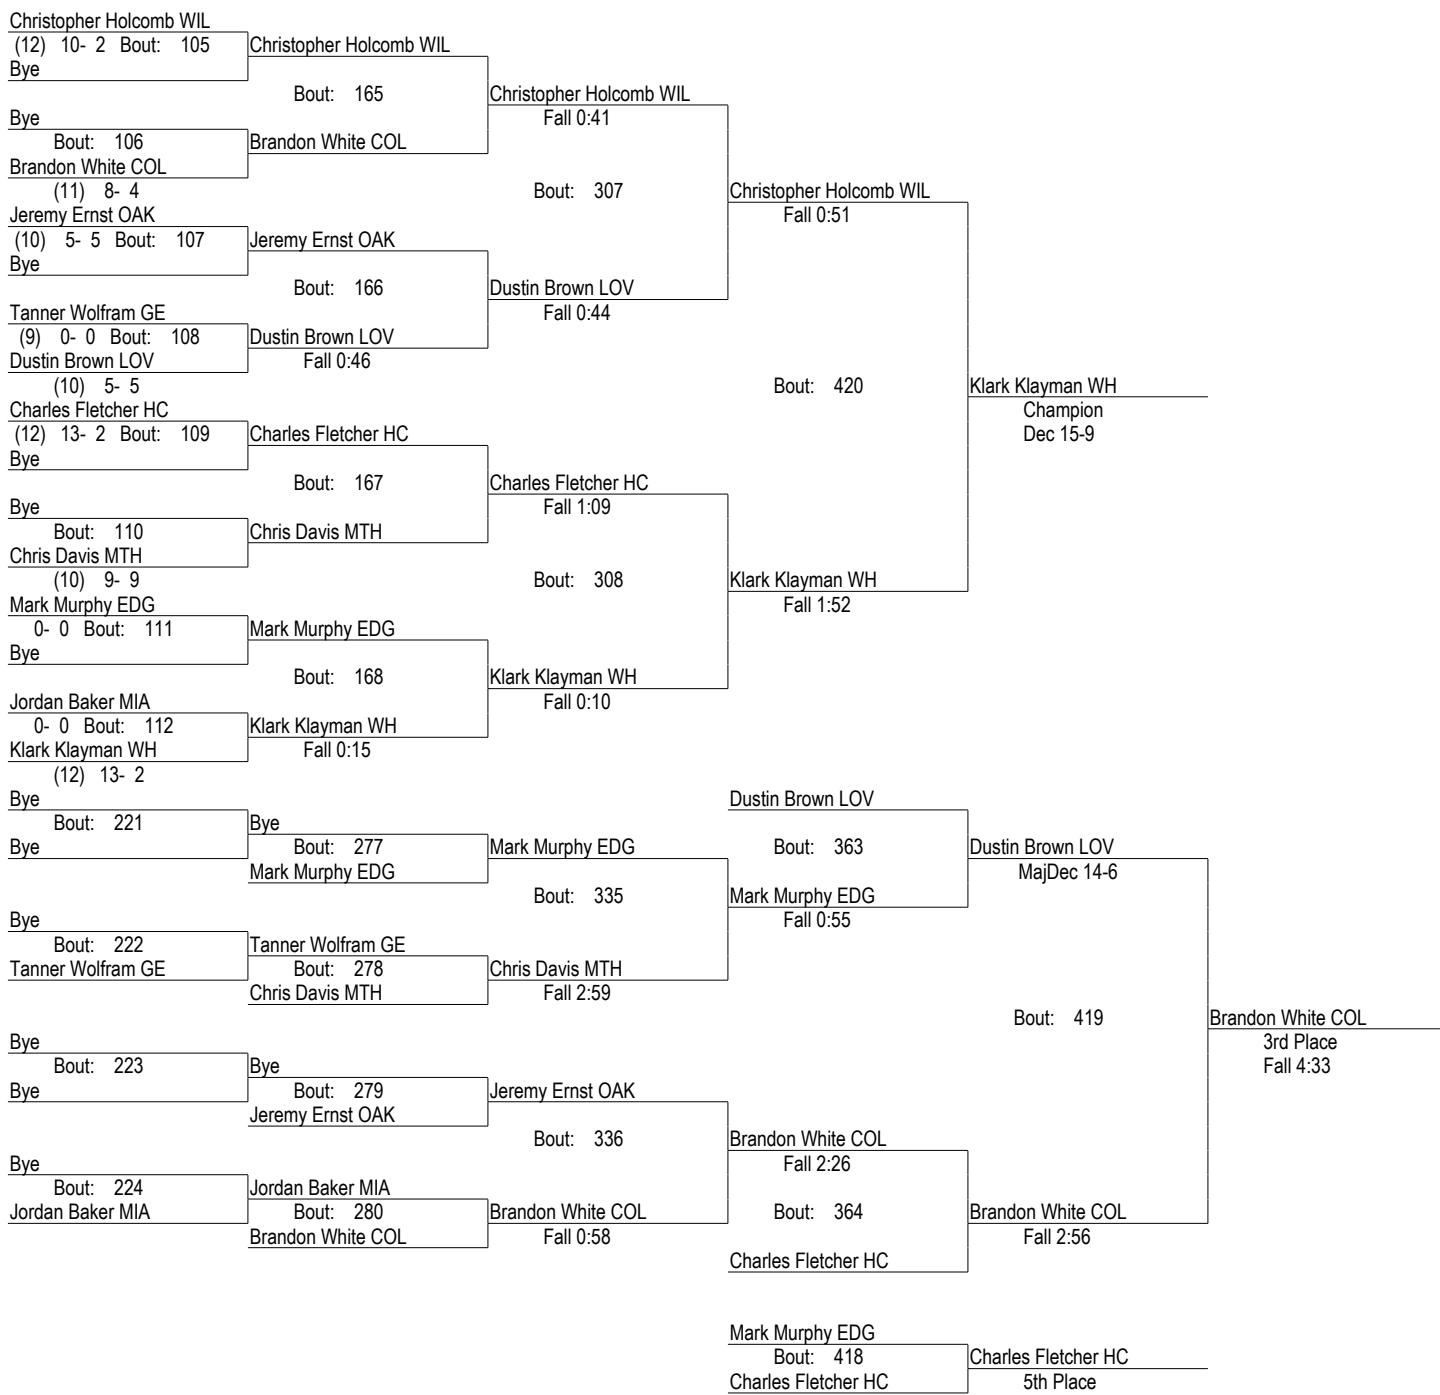 Christopher Holcomb WIL
(12) 10- 2 Bout: 105 Christopher Holcomb WIL
Bye
Bout: 165 Christopher Holcomb WIL
Bye Fall 0:41
Bout: 106 Brandon White COL
Brandon White COL
(11) 8- 4 Bout: 307 Christopher Holcomb WIL
Jeremy Ernst OAK Fall 0:51
(10) 5- 5 Bout: 107 Jeremy Ernst OAK
Bye
Bout: 166 Dustin Brown LOV
Tanner Wolfram GE Fall 0:44
(9) 0- 0 Bout: 108 Dustin Brown LOV
Dustin Brown LOV Fall 0:46
(10) 5- 5 Bout: 420 Klark Klayman WH
Charles Fletcher HC Champion
(12) 13- 2 Bout: 109 Charles Fletcher HC Dec 15-9
Bye
Bout: 167 Charles Fletcher HC
Bye Fall 1:09
Bout: 110 Chris Davis MTH
Chris Davis MTH
(10) 9- 9 Bout: 308 Klark Klayman WH
Mark Murphy EDG Fall 1:52
0- 0 Bout: 111 Mark Murphy EDG
Bye
Bout: 168 Klark Klayman WH
Jordan Baker MIA Fall 0:10
0- 0 Bout: 112 Klark Klayman WH
Klark Klayman WH Fall 0:15
(12) 13- 2
Bye Dustin Brown LOV
Bout: 221 Bye
Bye Bout: 277 Mark Murphy EDG Bout: 363 Dustin Brown LOV
Mark Murphy EDG MajDec 14-6
Bout: 335 Mark Murphy EDG
Bye Fall 0:55
Bout: 222 Tanner Wolfram GE
Tanner Wolfram GE Bout: 278 Chris Davis MTH
Chris Davis MTH Fall 2:59
Bout: 419 Brandon White COL
Bye 3rd Place
Bout: 223 Bye Fall 4:33
Bye Bout: 279 Jeremy Ernst OAK
Jeremy Ernst OAK
Bout: 336 Brandon White COL
Bye Fall 2:26
Bout: 224 Jordan Baker MIA
Jordan Baker MIA Bout: 280 Brandon White COL Bout: 364 Brandon White COL
Brandon White COL Fall 0:58 Fall 2:56
Charles Fletcher HC
Mark Murphy EDG
Bout: 418 Charles Fletcher HC
Charles Fletcher HC 5th Place